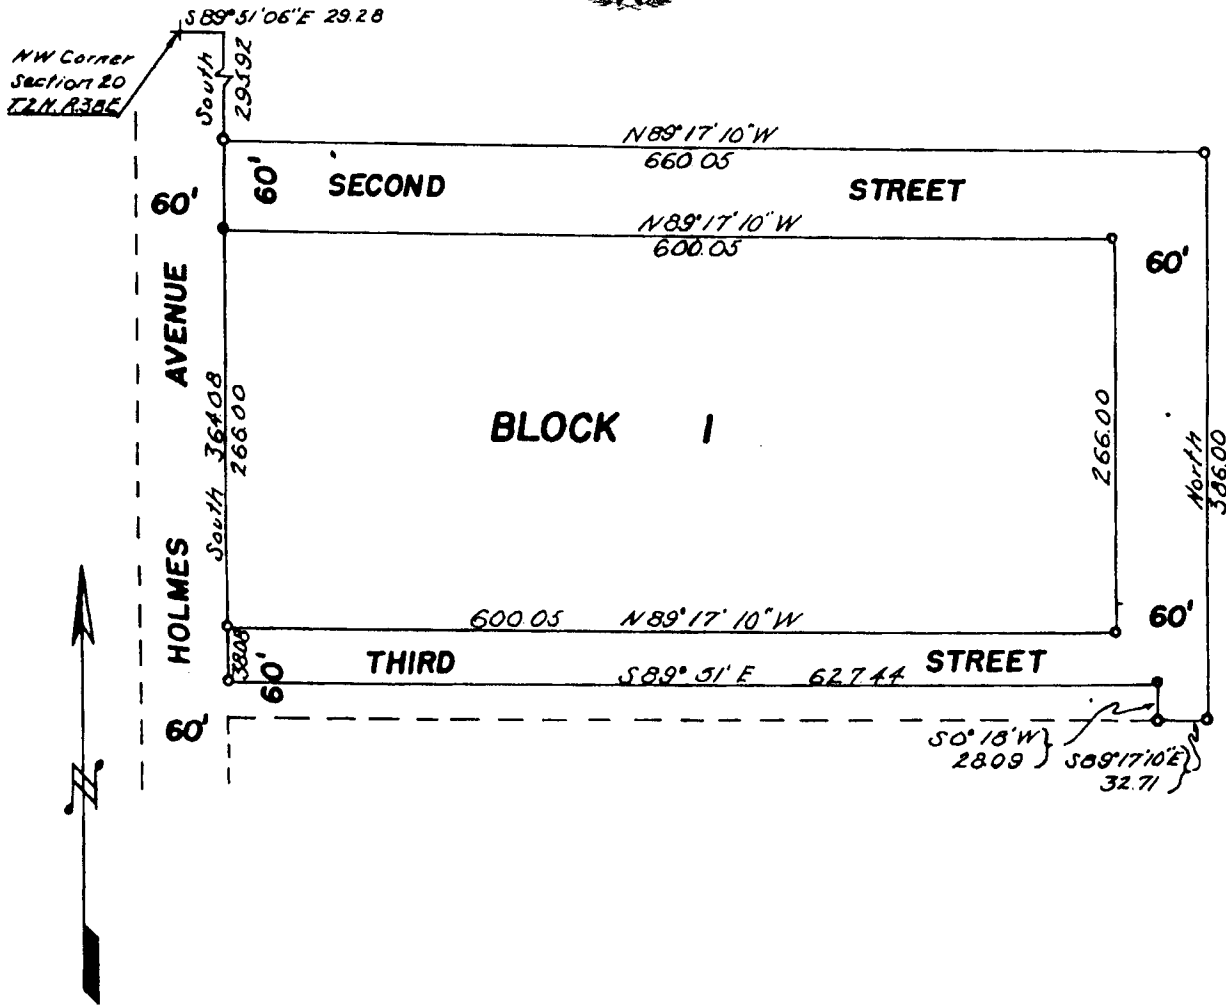 S 89° 51' 06" E 29.28
NW Corner
Section 20
T.2N. R.38E
South
295.92
N 89° 17' 10" W
660.05
60'
60'
SECOND STREET
N 89° 17' 10" W
600.05
60'
HOLMES AVENUE
South 364.08
266.00
BLOCK 1
266.00
North
386.00
600.05 N 89° 17' 10" W
60'
38.08
60'
THIRD STREET
S 89° 51' E 627.44
60'
S 0° 18' W
28.09
S 89° 17' 10" E
32.71
N